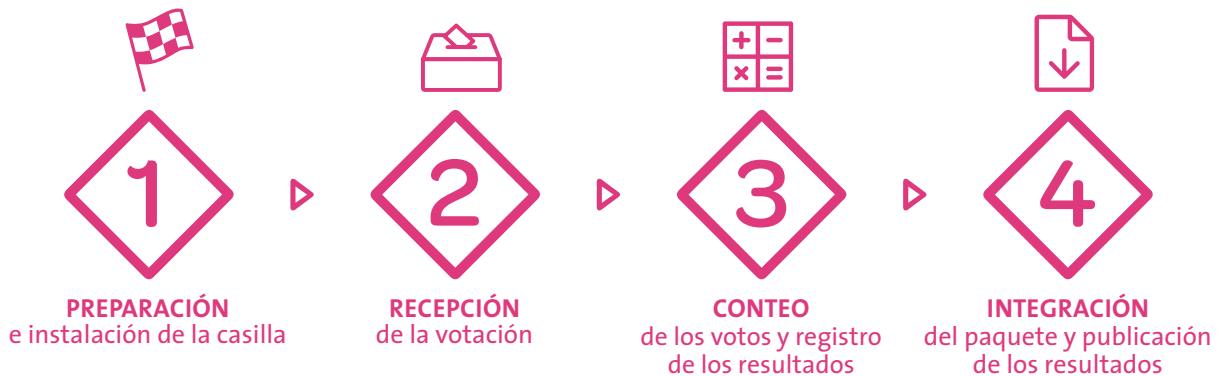 1
PREPARACIÓN
e instalación de la casilla
2
RECEPCIÓN
de la votación
3
CONTEO
de los votos y registro
de los resultados
4
INTEGRACIÓN
del paquete y publicación
de los resultados